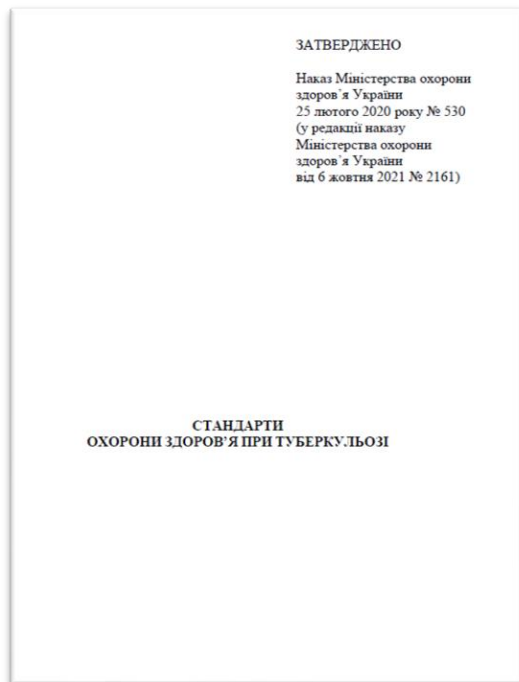 ЗАТВЕРДЖЕНО
Наказ Міністерства охорони
здоров`я України
25 лютого 2020 року № 530
(у редакції наказу
Міністерства охорони
здоров`я України
від 6 жовтня 2021 № 2161)
СТАНДАРТИ
ОХОРОНИ ЗДОРОВ’Я ПРИ ТУБЕРКУЛЬОЗІ